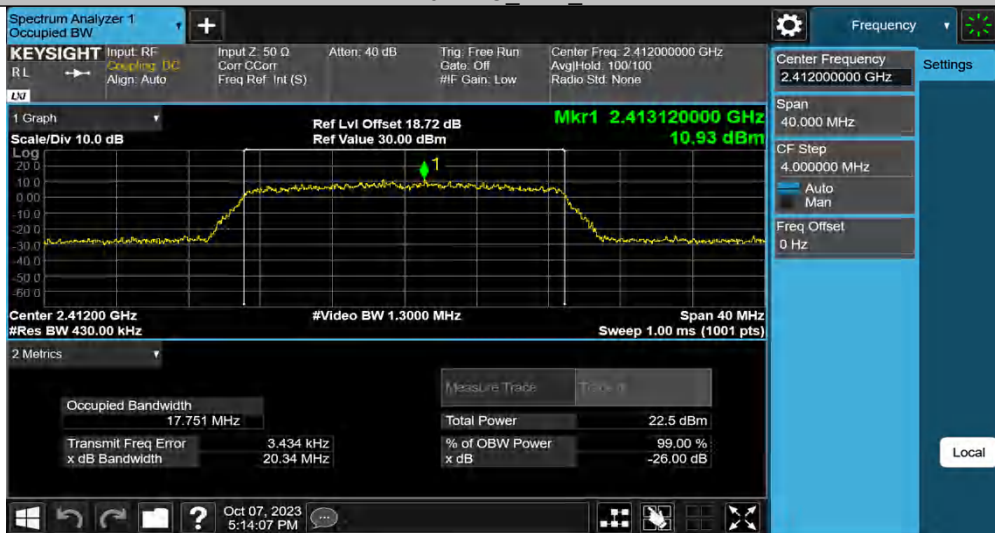 Spectrum Analyzer 1
Occupied BW
+
Frequency
KEYSIGHT Input: RF Input Z: 50 Ω Atten: 40 dB Trig: Free Run Center Freq: 2.412000000 GHz
RL Coupling: DC Corr CCorr Gate: Off Avg|Hold: 100/100
Align: Auto Freq Ref: Int (S) #IF Gain: Low Radio Std: None
LXI
Center Frequency
2.412000000 GHz
Settings
Span
40.000 MHz
CF Step
4.000000 MHz
Auto
Man
Freq Offset
0 Hz
Local
1 Graph
Scale/Div 10.0 dB
Ref Lvl Offset 18.72 dB
Ref Value 30.00 dBm
Mkr1 2.413120000 GHz
10.93 dBm
Log
20.0
10.0
0.00
-10.0
-20.0
-30.0
-40.0
-50.0
-60.0
1
Center 2.41200 GHz #Video BW 1.3000 MHz Span 40 MHz
#Res BW 430.00 kHz Sweep 1.00 ms (1001 pts)
2 Metrics
Measure Trace
Occupied Bandwidth
17.751 MHz
Total Power 22.5 dBm
Transmit Freq Error 3.434 kHz % of OBW Power 99.00 %
x dB Bandwidth 20.34 MHz x dB -26.00 dB
?
Oct 07, 2023
5:14:07 PM